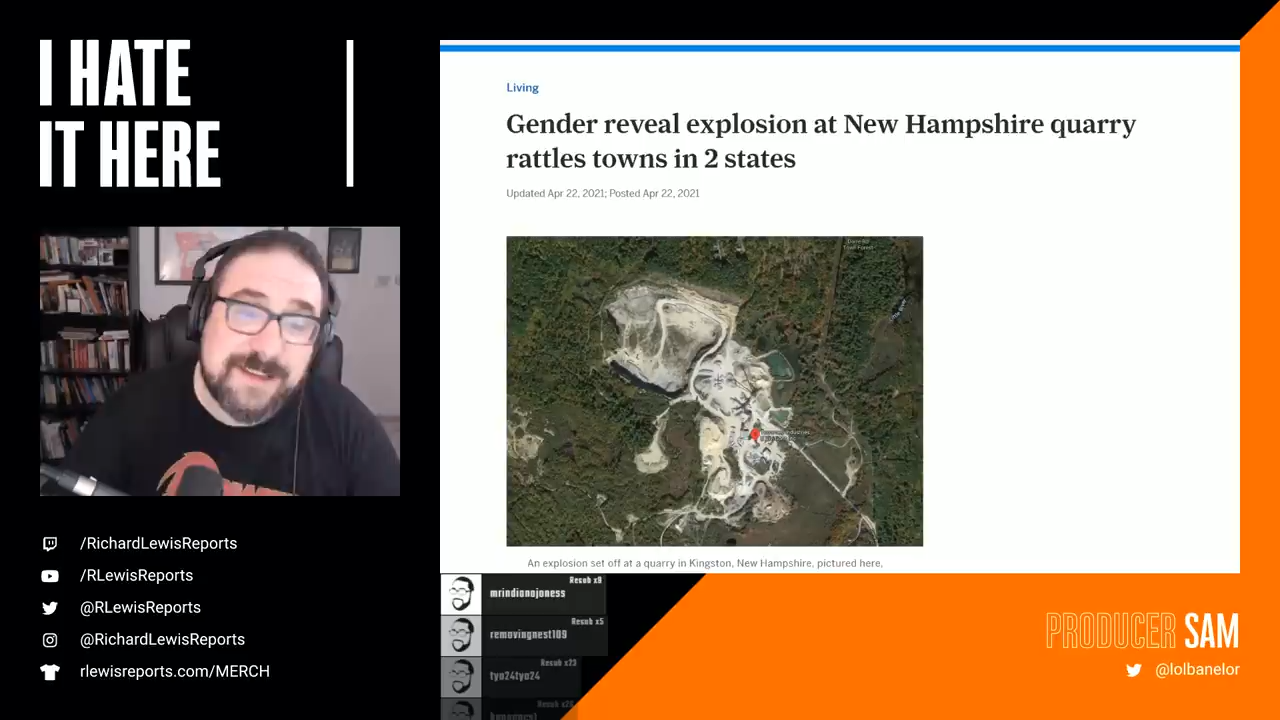 I HATE
IT HERE
/RichardLewisReports
/RLewisReports
@RLewisReports
@RichardLewisReports
rlewisreports.com/MERCH
Living
Gender reveal explosion at New Hampshire quarry
rattles towns in 2 states
Updated Apr 22, 2021; Posted Apr 22, 2021
An explosion set off at a quarry in Kingston, New Hampshire, pictured here,
Resub x9
mrindianajoness
Resub x5
removingnest109
Resub x23
tyo24tyo24
PRODUCER SAM
@lolbanelor